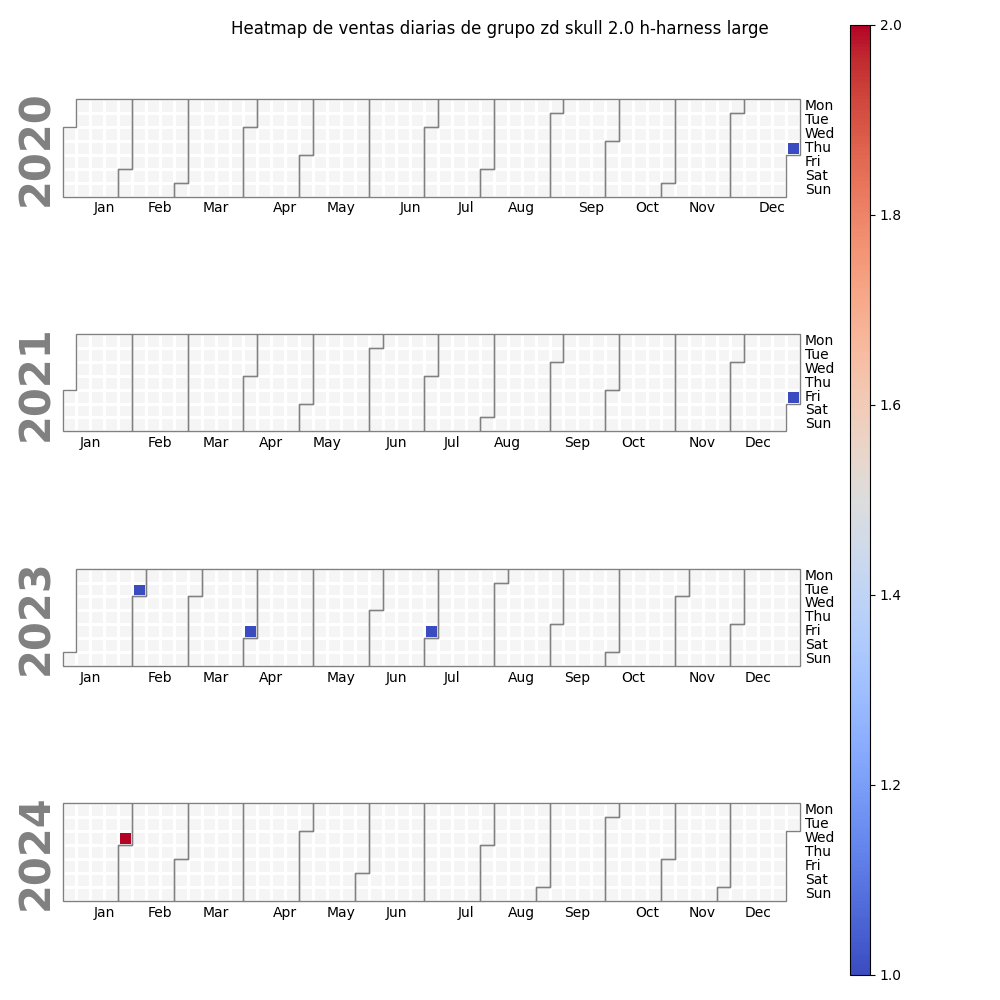 Heatmap de ventas diarias de grupo zd skull 2.0 h-harness large
2020
Mon
Tue
Wed
Thu
Fri
Sat
Sun
Jan Feb Mar Apr May Jun Jul Aug Sep Oct Nov Dec
2021
Mon
Tue
Wed
Thu
Fri
Sat
Sun
Jan Feb Mar Apr May Jun Jul Aug Sep Oct Nov Dec
2023
Mon
Tue
Wed
Thu
Fri
Sat
Sun
Jan Feb Mar Apr May Jun Jul Aug Sep Oct Nov Dec
2024
Mon
Tue
Wed
Thu
Fri
Sat
Sun
Jan Feb Mar Apr May Jun Jul Aug Sep Oct Nov Dec
2.0
1.8
1.6
1.4
1.2
1.0